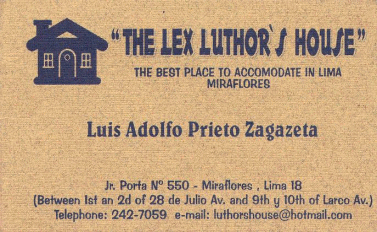 "THE LEX LUTHOR`S HOUSE"
THE BEST PLACE TO ACCOMODATE IN LIMA
MIRAFLORES
Luis Adolfo Prieto Zagazeta
Jr. Porta Nº 550 - Miraflores , Lima 18
(Between 1st an 2d of 28 de Julio Av. and 9th y 10th of Larco Av.)
Telephone: 242-7059 e-mail: luthorshouse@hotmail.com